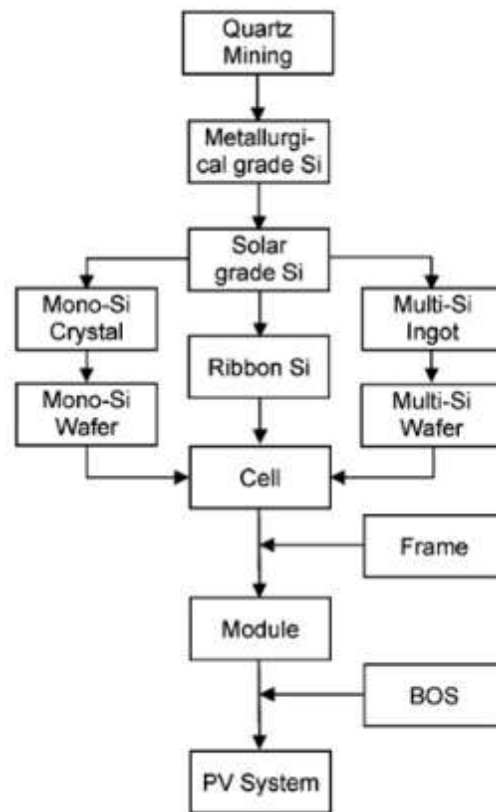 Quartz
Mining
Metallurgi-
cal grade Si
Solar
grade Si
Mono-Si
Crystal
Ribbon Si
Multi-Si
Ingot
Mono-Si
Wafer
Multi-Si
Wafer
Cell
Frame
Module
BOS
PV System